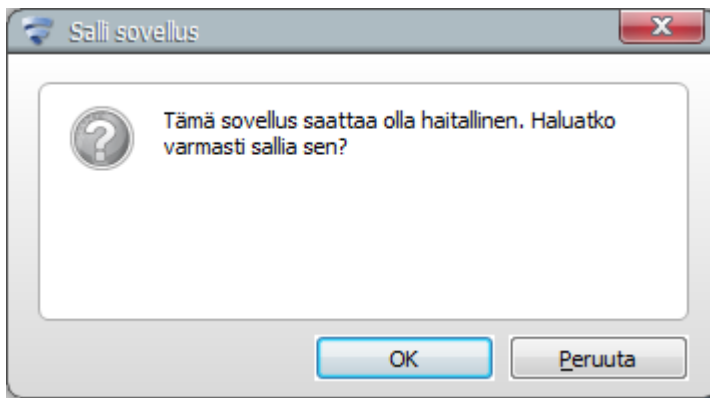 Salli sovellus
Tämä sovellus saattaa olla haitallinen. Haluatko
varmasti sallia sen?
OK
Peruuta